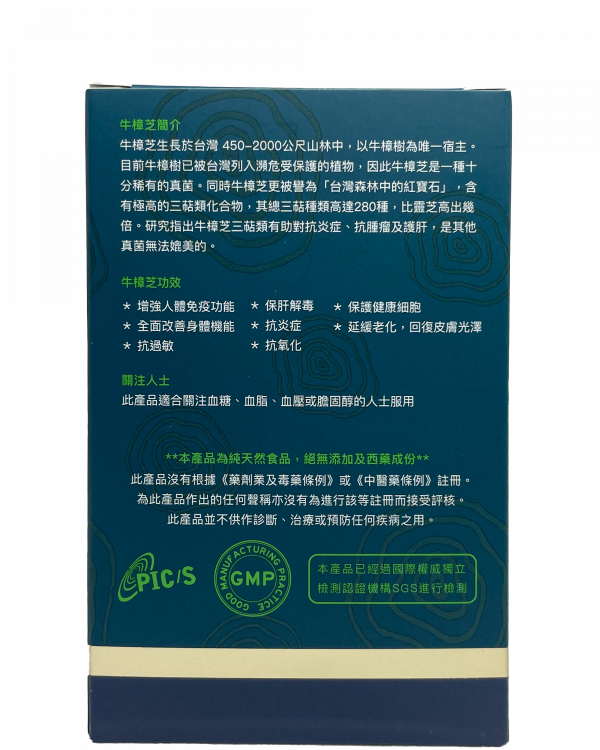 牛樟芝簡介
牛樟芝生長於台灣 450-2000公尺山林中，以牛樟樹為唯一宿主。
目前牛樟樹已被台灣列入瀕危受保護的植物，因此牛樟芝是一種十
分稀有的真菌。同時牛樟芝更被譽為「台灣森林中的紅寶石」，含
有極高的三萜類化合物，其總三萜種類高達280種，比靈芝高出幾
倍。研究指出牛樟芝三萜類有助對抗炎症、抗腫瘤及護肝，是其他
真菌無法媲美的。
牛樟芝功效
* 增強人體免疫功能 * 保肝解毒 * 保護健康細胞
* 全面改善身體機能 * 抗炎症 * 延緩老化，回復皮膚光澤
* 抗過敏 * 抗氧化
關注人士
此產品適合關注血糖、血脂、血壓或膽固醇的人士服用
**本產品為純天然食品，絕無添加及西藥成份**
此產品沒有根據《藥劑業及毒藥條例》或《中醫藥條例》註冊。
為此產品作出的任何聲稱亦沒有為進行該等註冊而接受評核。
此產品並不供作診斷、治療或預防任何疾病之用。
PIC/S
GOOD MANUFACTURING PRACTICE
GMP
本產品已經過國際權威獨立
檢測認證機構SGS進行檢測